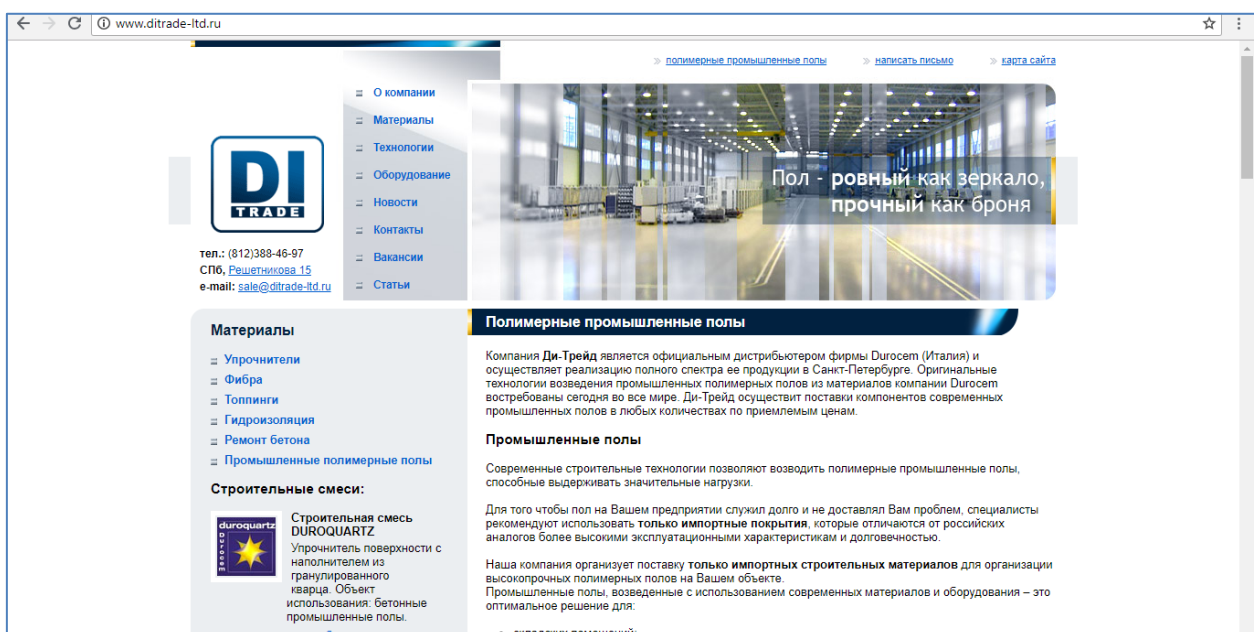 www.ditrade-ltd.ru
полимерные промышленные полы
написать письмо
карта сайта
О компании
Материалы
Технологии
Оборудование
Новости
Контакты
Вакансии
Статьи
DI
TRADE
тел.: (812)388-46-97
СПб, Решетникова 15
e-mail: sale@ditrade-ltd.ru
Пол - ровный как зеркало,
прочный как броня
Материалы
Упрочнители
Фибра
Топпинги
Гидроизоляция
Ремонт бетона
Промышленные полимерные полы
Строительные смеси:
duroquartz
Durocem
Строительная смесь
DUROQUARTZ
Упрочнитель поверхности с
наполнителем из
гранулированного
кварца. Объект
использования: бетонные
промышленные полы.
Полимерные промышленные полы
Компания Ди-Трейд является официальным дистрибьютером фирмы Durocem (Италия) и
осуществляет реализацию полного спектра ее продукции в Санкт-Петербурге. Оригинальные
технологии возведения промышленных полимерных полов из материалов компании Durocem
востребованы сегодня во все мире. Ди-Трейд осуществит поставки компонентов современных
промышленных полов в любых количествах по приемлемым ценам.
Промышленные полы
Современные строительные технологии позволяют возводить полимерные промышленные полы,
способные выдерживать значительные нагрузки.
Для того чтобы пол на Вашем предприятии служил долго и не доставлял Вам проблем, специалисты
рекомендуют использовать только импортные покрытия, которые отличаются от российских
аналогов более высокими эксплуатационными характеристикам и долговечностью.
Наша компания организует поставку только импортных строительных материалов для организации
высокопрочных полимерных полов на Вашем объекте.
Промышленные полы, возведенные с использованием современных материалов и оборудования – это
оптимальное решение для: